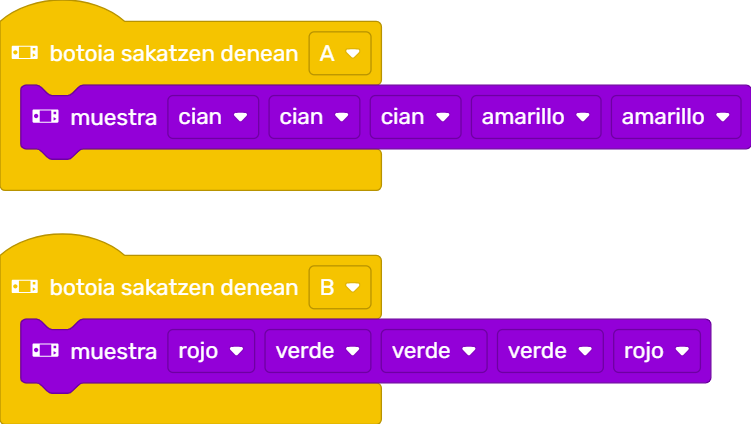 botoia sakatzen denean A
muestra cian cian cian amarillo amarillo
botoia sakatzen denean B
muestra rojo verde verde verde rojo